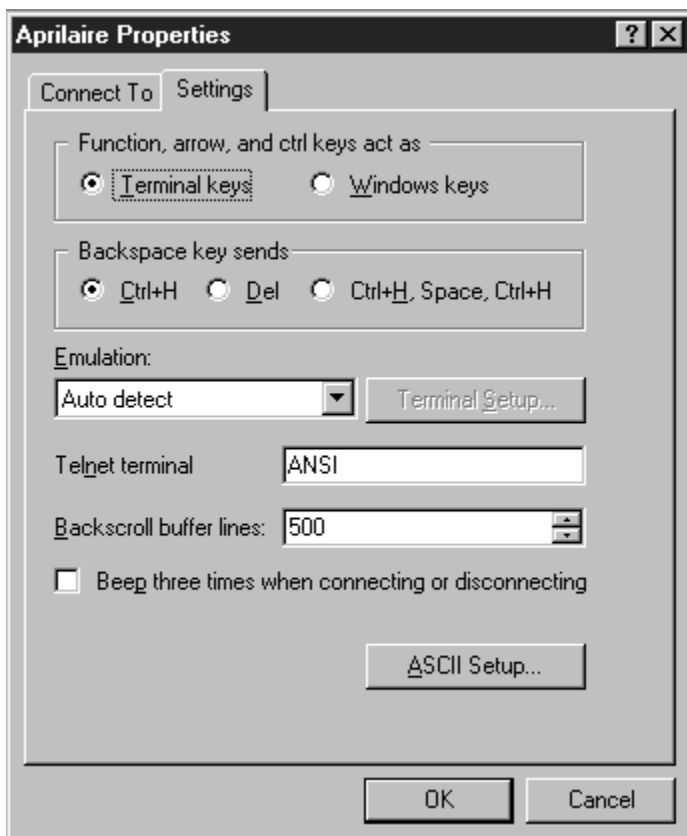 Aprilaire Properties
Connect To Settings
Function, arrow, and ctrl keys act as
Terminal keys Windows keys
Backspace key sends
Ctrl+H Del Ctrl+H, Space, Ctrl+H
Emulation:
Auto detect Terminal Setup...
Telnet terminal ANSI
Backscroll buffer lines: 500
Beep three times when connecting or disconnecting
ASCII Setup...
OK Cancel